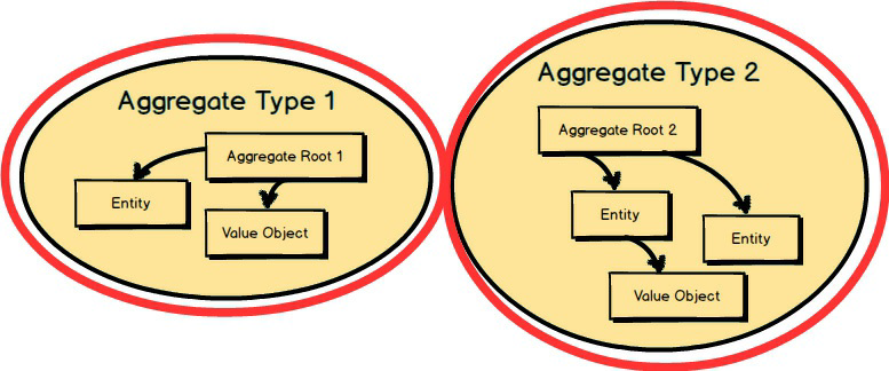 Aggregate Type 1
Aggregate Root 1
Entity
Value Object
Aggregate Type 2
Aggregate Root 2
Entity
Entity
Value Object